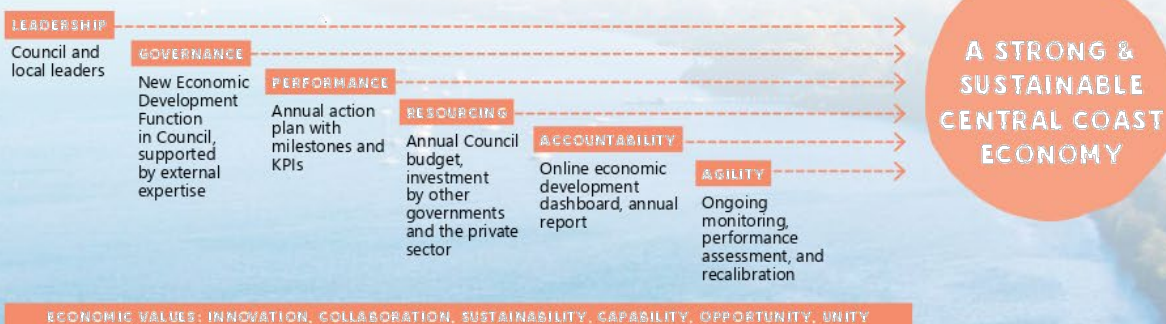 LEADERSHIP
Council and
local leaders
GOVERNANCE
New Economic
Development
Function
in Council,
supported
by external
expertise
PERFORMANCE
Annual action
plan with
milestones and
KPIs
RESOURCING
Annual Council
budget,
investment
by other
governments
and the private
sector
ACCOUNTABILITY
Online economic
development
dashboard, annual
report
AGILITY
Ongoing
monitoring,
performance
assessment, and
recalibration
A STRONG &
SUSTAINABLE
CENTRAL COAST
ECONOMY
ECONOMIC VALUES: INNOVATION, COLLABORATION, SUSTAINABILITY, CAPABILITY, OPPORTUNITY, UNITY